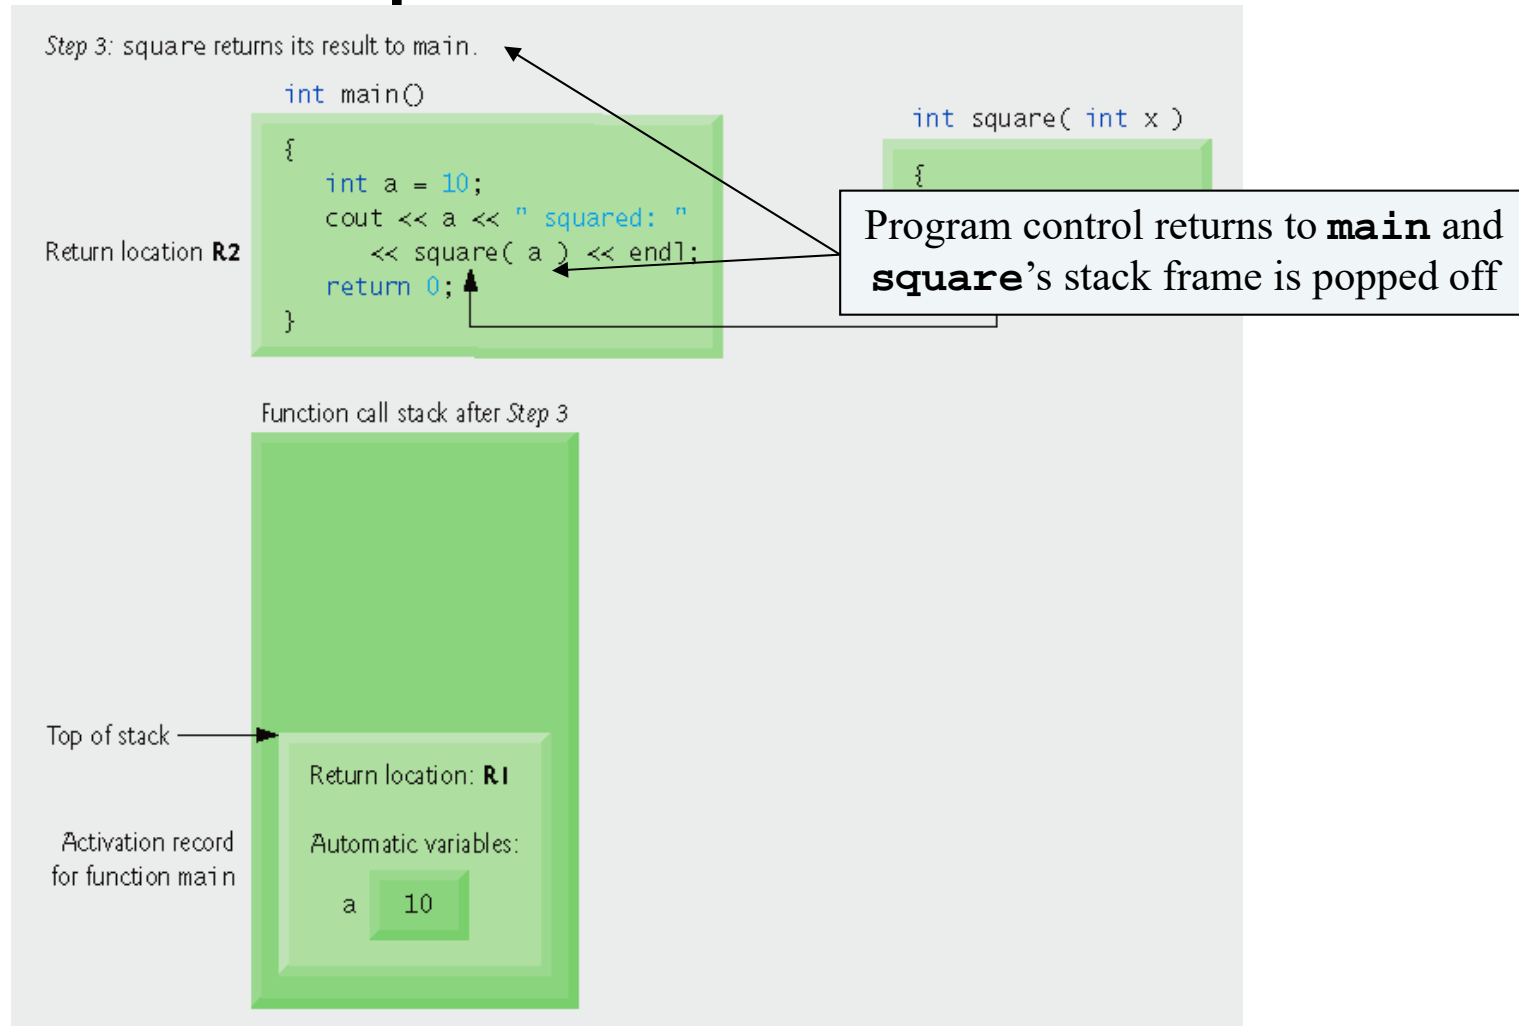 Step 3: square returns its result to main.
int main()
{
int a = 10;
cout << a << " squared: "
<< square( a ) << endl;
return 0;
}
Return location R2
int square( int x )
{
Program control returns to main and
square’s stack frame is popped off
Function call stack after Step 3
Top of stack
Return location: R1
Activation record
for function main
Automatic variables:
a 10